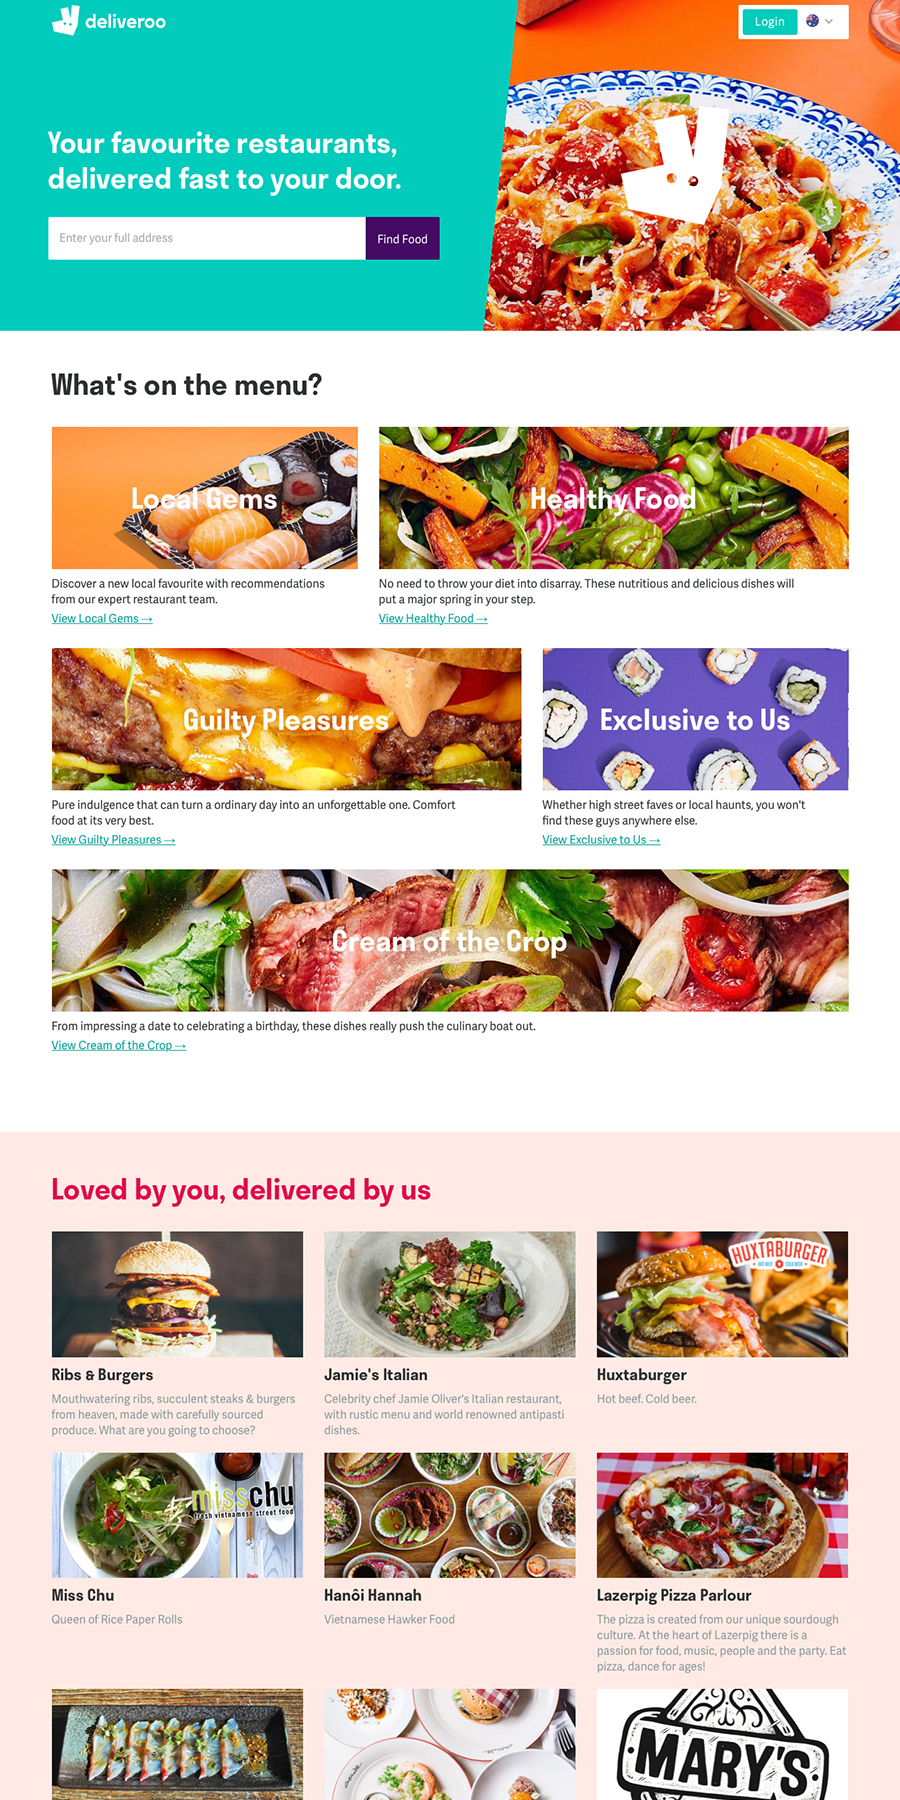 deliveroo
Login
Your favourite restaurants,
delivered fast to your door.
Enter your full address
Find Food
What's on the menu?
Local Gems
Discover a new local favourite with recommendations
from our expert restaurant team.
View Local Gems →
Healthy Food
No need to throw your diet into disarray. These nutritious and delicious dishes will
put a major spring in your step.
View Healthy Food →
Guilty Pleasures
Pure indulgence that can turn a ordinary day into an unforgettable one. Comfort
food at its very best.
View Guilty Pleasures →
Exclusive to Us
Whether high street faves or local haunts, you won't
find these guys anywhere else.
View Exclusive to Us →
Cream of the Crop
From impressing a date to celebrating a birthday, these dishes really push the culinary boat out.
View Cream of the Crop →
Loved by you, delivered by us
Ribs & Burgers
Mouthwatering ribs, succulent steaks & burgers
from heaven, made with carefully sourced
produce. What are you going to choose?
Jamie's Italian
Celebrity chef Jamie Oliver's Italian restaurant,
with rustic menu and world renowned antipasti
dishes.
HUXTABURGER
HOT BEEF COLD BEER
Huxtaburger
Hot beef. Cold beer.
misschu
fresh vietnamese street food
Miss Chu
Queen of Rice Paper Rolls
Hanôi Hannah
Vietnamese Hawker Food
Lazerpig Pizza Parlour
The pizza is created from our unique sourdough
culture. At the heart of Lazerpig there is a
passion for food, music, people and the party. Eat
pizza, dance for ages!
MARY'S